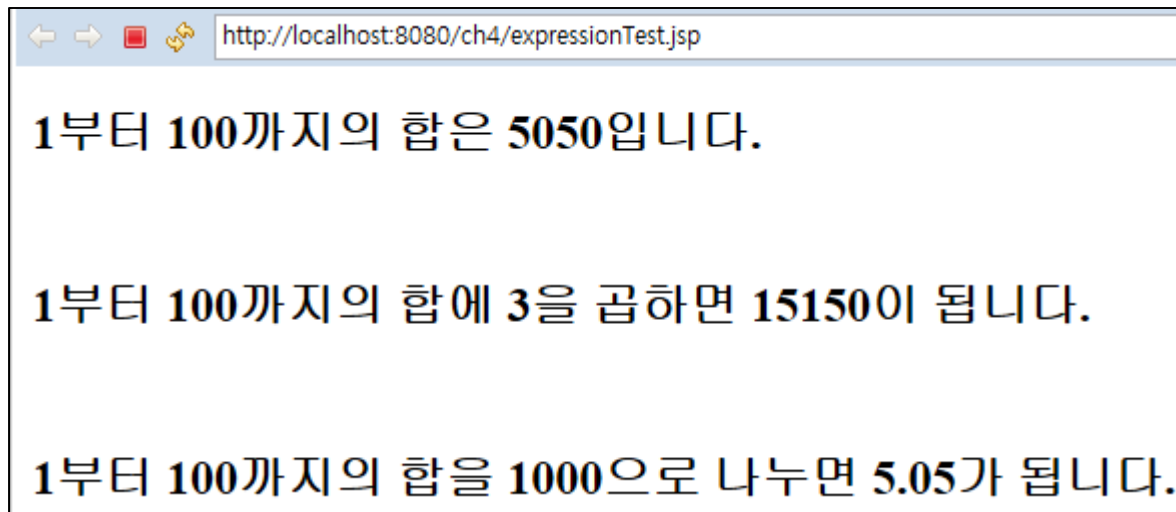 http://localhost:8080/ch4/expressionTest.jsp
1부터 100까지의 합은 5050입니다.
1부터 100까지의 합에 3을 곱하면 15150이 됩니다.
1부터 100까지의 합을 1000으로 나누면 5.05가 됩니다.